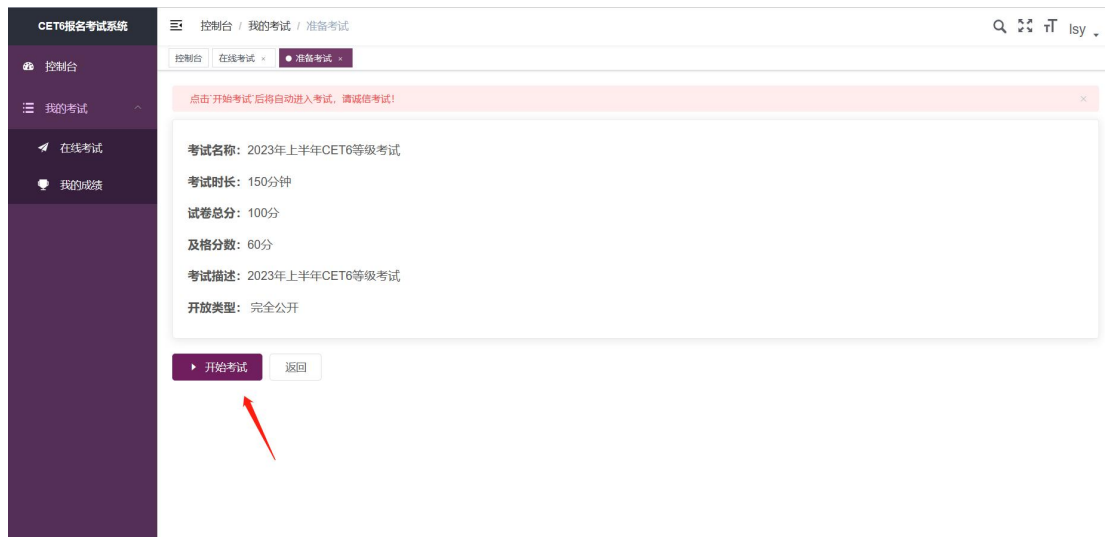 CET6报名考试系统
控制台 / 我的考试 / 准备考试
lsy
控制台
在线考试 ×
● 准备考试 ×
控制台
我的考试
在线考试
我的成绩
点击'开始考试'后将自动进入考试，请诚信考试！
考试名称：2023年上半年CET6等级考试
考试时长：150分钟
试卷总分：100分
及格分数：60分
考试描述：2023年上半年CET6等级考试
开放类型： 完全公开
开始考试
返回